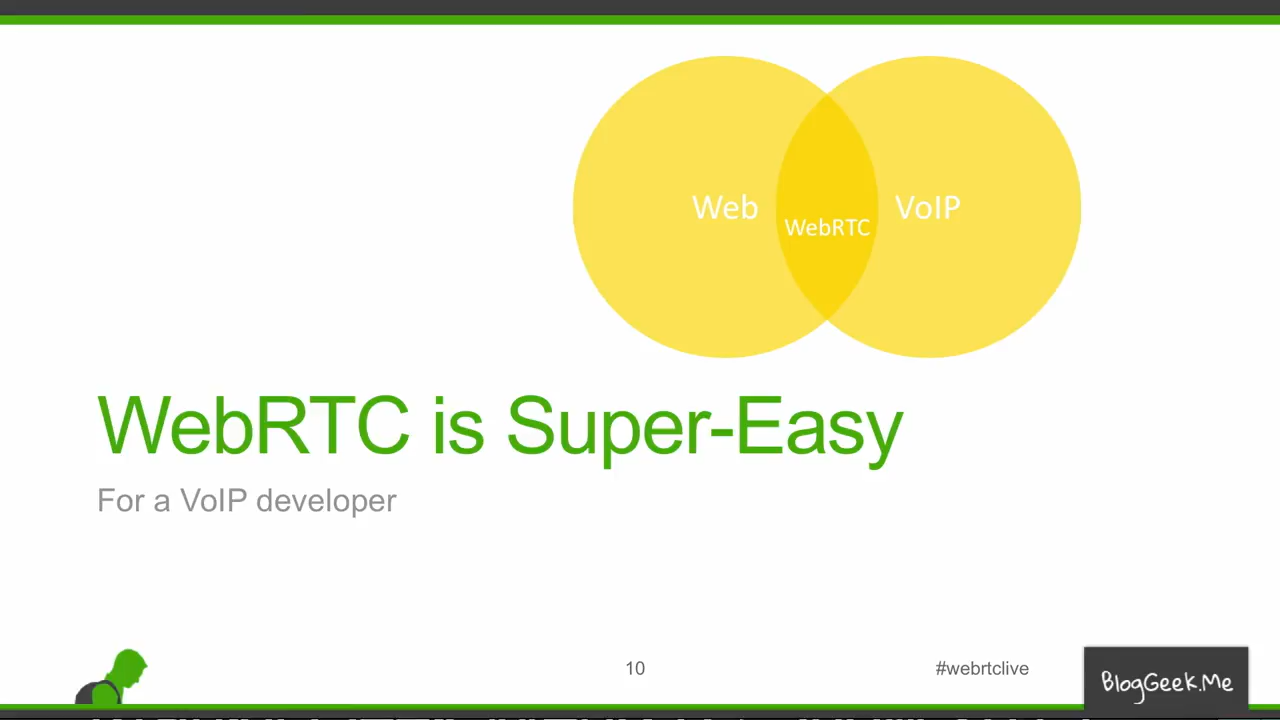 Web
WebRTC
VoIP
WebRTC is Super-Easy
For a VoIP developer
10
#webrtclive
BlogGeek.Me